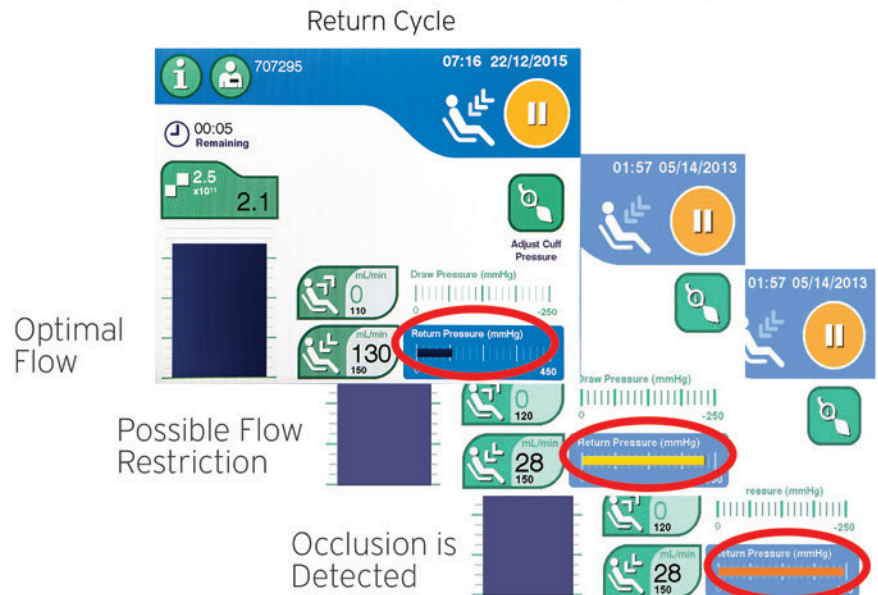 Return Cycle
707295
07:16 22/12/2015
00:05
Remaining
2.5
x10¹¹
2.1
Adjust Cuff
Pressure
mL/min
0
110
Draw Pressure (mmHg)
0 -250
mL/min
130
150
Return Pressure (mmHg)
0 450
Optimal
Flow
01:57 05/14/2013
0
120
Draw Pressure (mmHg)
-250
mL/min
28
150
Return Pressure (mmHg)
Possible Flow
Restriction
01:57 05/14/2013
0
120
ressure (mmHg)
0 -250
mL/min
28
150
Return Pressure (mmHg)
Occlusion is
Detected